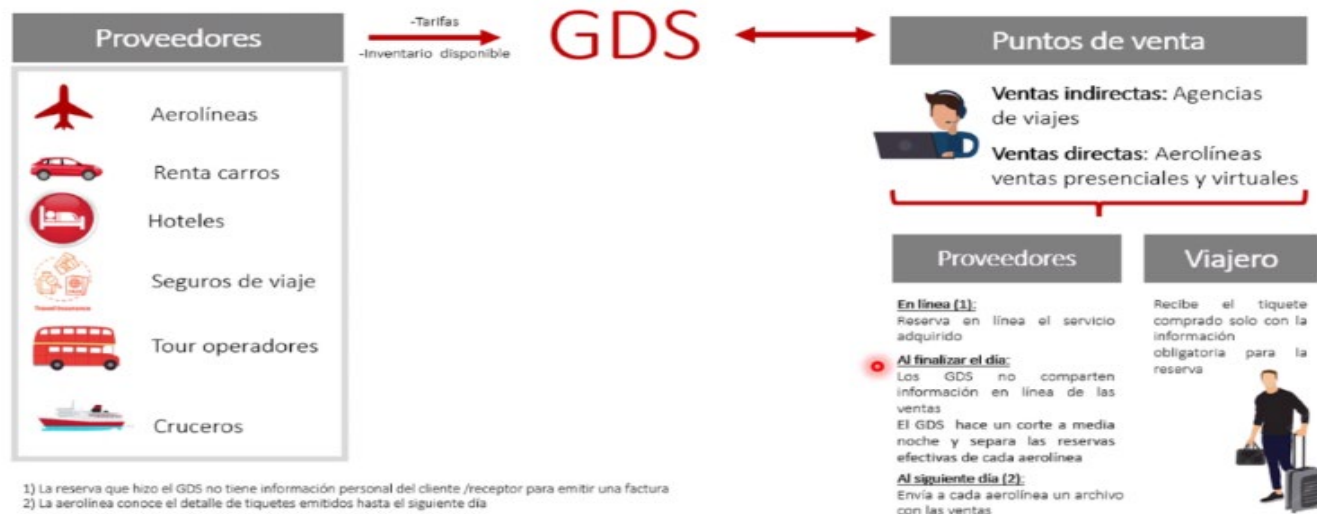 Proveedores
-Tarifas
-Inventario disponible
GDS
Puntos de venta
Aerolíneas
Renta carros
Hoteles
Travel Insurance
Seguros de viaje
Tour operadores
Cruceros
Ventas indirectas: Agencias
de viajes
Ventas directas: Aerolíneas
ventas presenciales y virtuales
Proveedores
En línea (1):
Reserva en línea el servicio
adquirido
Al finalizar el día:
Los GDS no comparten
información en línea de las
ventas
El GDS hace un corte a media
noche y separa las reservas
efectivas de cada aerolínea
Al siguiente día (2):
Envía a cada aerolínea un archivo
con las ventas
Viajero
Recibe el tiquete
comprado solo con la
información
obligatoria para la
reserva
1) La reserva que hizo el GDS no tiene información personal del cliente /receptor para emitir una factura
2) La aerolínea conoce el detalle de tiquetes emitidos hasta el siguiente día